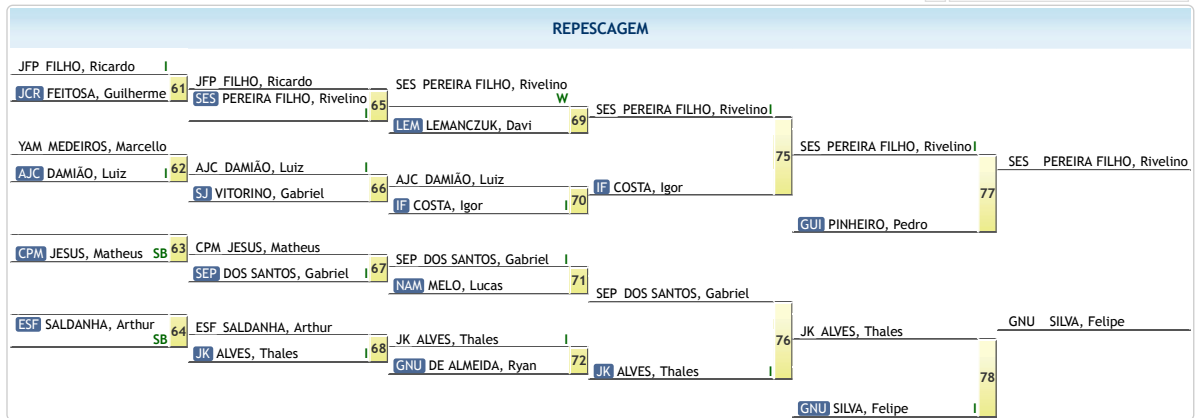 REPESCAGEM
JFP FILHO, Ricardo I
JCR FEITOSA, Guilherme
61
JFP FILHO, Ricardo
SES PEREIRA FILHO, Rivelino
I
65
SES PEREIRA FILHO, Rivelino
W
LEM LEMANCZUK, Davi
69
SES PEREIRA FILHO, Rivelino I
75
SES PEREIRA FILHO, Rivelino I
SES PEREIRA FILHO, Rivelino
YAM MEDEIROS, Marcello
AJC DAMIÃO, Luiz I
62
AJC DAMIÃO, Luiz I
SJ VITORINO, Gabriel
66
AJC DAMIÃO, Luiz
IF COSTA, Igor I
70
IF COSTA, Igor
77
GUI PINHEIRO, Pedro
CPM JESUS, Matheus SB
63
CPM JESUS, Matheus
SEP DOS SANTOS, Gabriel I
67
SEP DOS SANTOS, Gabriel I
NAM MELO, Lucas
71
SEP DOS SANTOS, Gabriel
ESF SALDANHA, Arthur
SB
64
ESF SALDANHA, Arthur
JK ALVES, Thales I
68
JK ALVES, Thales I
GNU DE ALMEIDA, Ryan
72
JK ALVES, Thales I
76
JK ALVES, Thales
GNU SILVA, Felipe
78
GNU SILVA, Felipe I